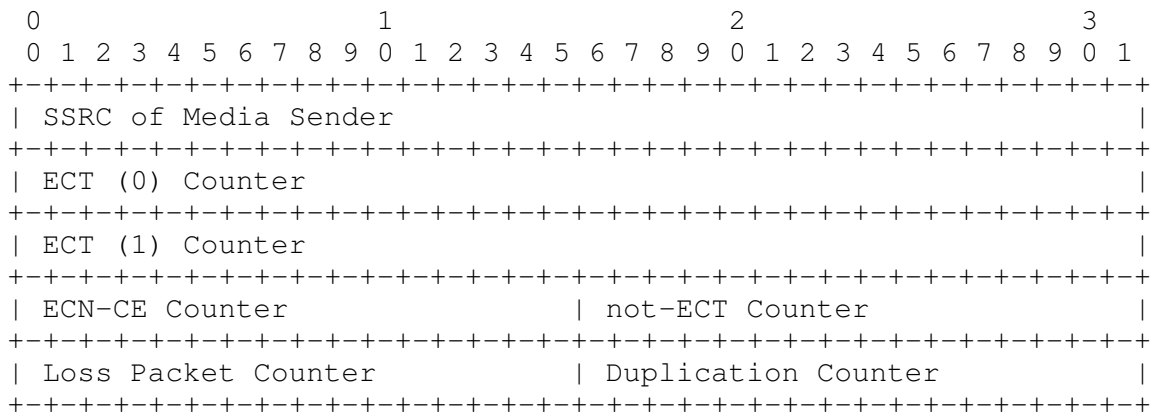 0                   1                   2                   3
 0 1 2 3 4 5 6 7 8 9 0 1 2 3 4 5 6 7 8 9 0 1 2 3 4 5 6 7 8 9 0 1
+-+-+-+-+-+-+-+-+-+-+-+-+-+-+-+-+-+-+-+-+-+-+-+-+-+-+-+-+-+-+-+-+
| SSRC of Media Sender                                          |
+-+-+-+-+-+-+-+-+-+-+-+-+-+-+-+-+-+-+-+-+-+-+-+-+-+-+-+-+-+-+-+-+
| ECT (0) Counter                                               |
+-+-+-+-+-+-+-+-+-+-+-+-+-+-+-+-+-+-+-+-+-+-+-+-+-+-+-+-+-+-+-+-+
| ECT (1) Counter                                               |
+-+-+-+-+-+-+-+-+-+-+-+-+-+-+-+-+-+-+-+-+-+-+-+-+-+-+-+-+-+-+-+-+
| ECN-CE Counter                | not-ECT Counter               |
+-+-+-+-+-+-+-+-+-+-+-+-+-+-+-+-+-+-+-+-+-+-+-+-+-+-+-+-+-+-+-+-+
| Loss Packet Counter           | Duplication Counter           |
+-+-+-+-+-+-+-+-+-+-+-+-+-+-+-+-+-+-+-+-+-+-+-+-+-+-+-+-+-+-+-+-+